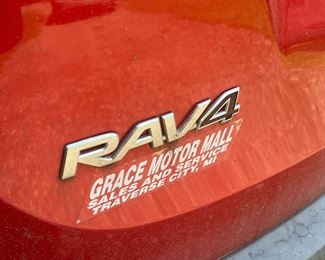 RAV4
GRACE MOTOR MALL
SALES AND SERVICE
TRAVERSE CITY, MI